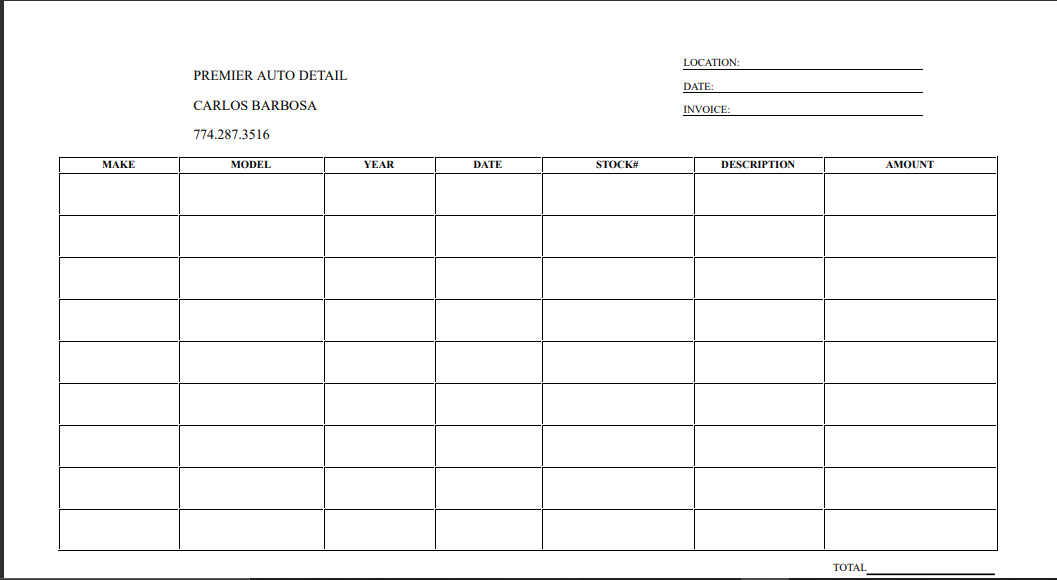 PREMIER AUTO DETAIL
CARLOS BARBOSA
774.287.3516
LOCATION:
DATE:
INVOICE:
MAKE MODEL YEAR DATE STOCK# DESCRIPTION AMOUNT
TOTAL